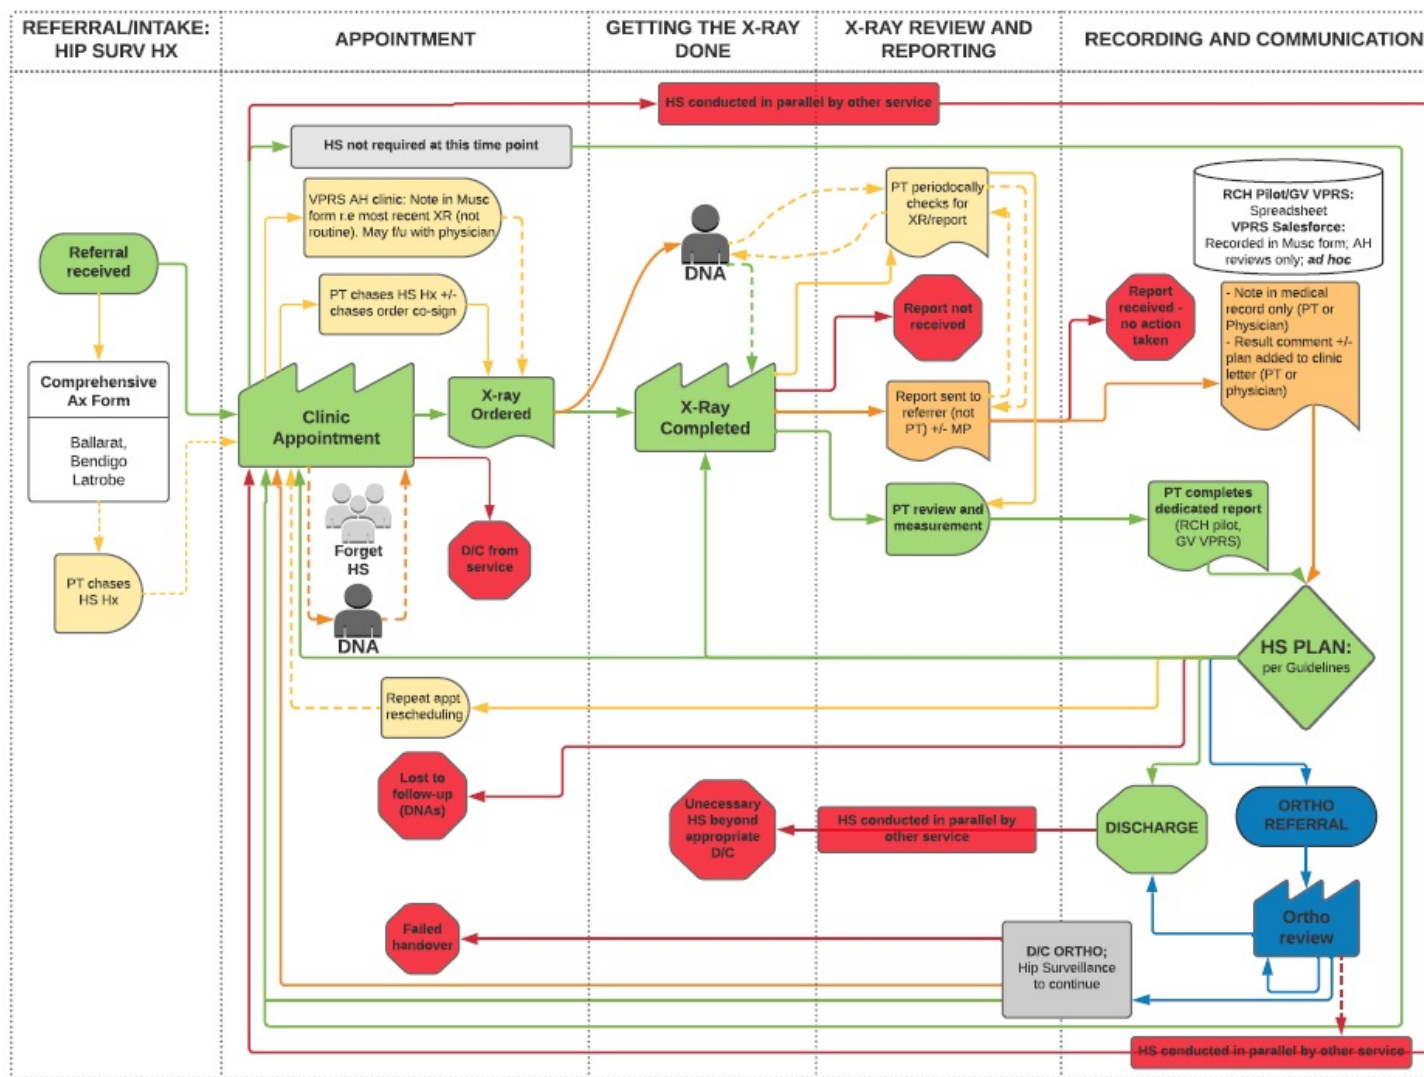 REFERRAL/INTAKE:
HIP SURV HX
APPOINTMENT
GETTING THE X-RAY
DONE
X-RAY REVIEW AND
REPORTING
RECORDING AND COMMUNICATION
HS conducted in parallel by other service
HS not required at this time point
VPRS AH clinic: Note in Musc
form r.e most recent XR (not
routine). May f/u with physician
PT periodocally
checks for
XR/report
RCH Pilot/GV VPRS:
Spreadsheet
VPRS Salesforce:
Recorded in Musc form; AH
reviews only; ad hoc
Referral
received
DNA
PT chases HS Hx +/-
chases order co-sign
Report not
received
Report
received -
no action
taken
- Note in medical
record only (PT or
Physician)
- Result comment +/-
plan added to clinic
letter (PT or
physician)
Comprehensive
Ax Form
Ballarat,
Bendigo
Latrobe
Clinic
Appointment
X-ray
Ordered
X-Ray
Completed
Report sent to
referrer (not
PT) +/- MP
PT review and
measurement
PT completes
dedicated report
(RCH pilot,
GV VPRS)
Forget
HS
D/C from
service
PT chases
HS Hx
DNA
HS PLAN:
per Guidelines
Repeat appt
rescheduling
Lost to
follow-up
(DNAs)
Unecessary
HS beyond
appropriate
D/C
HS conducted in parallel by
other service
DISCHARGE
ORTHO
REFERRAL
Failed
handover
D/C ORTHO;
Hip Surveillance
to continue
Ortho
review
HS conducted in parallel by other service